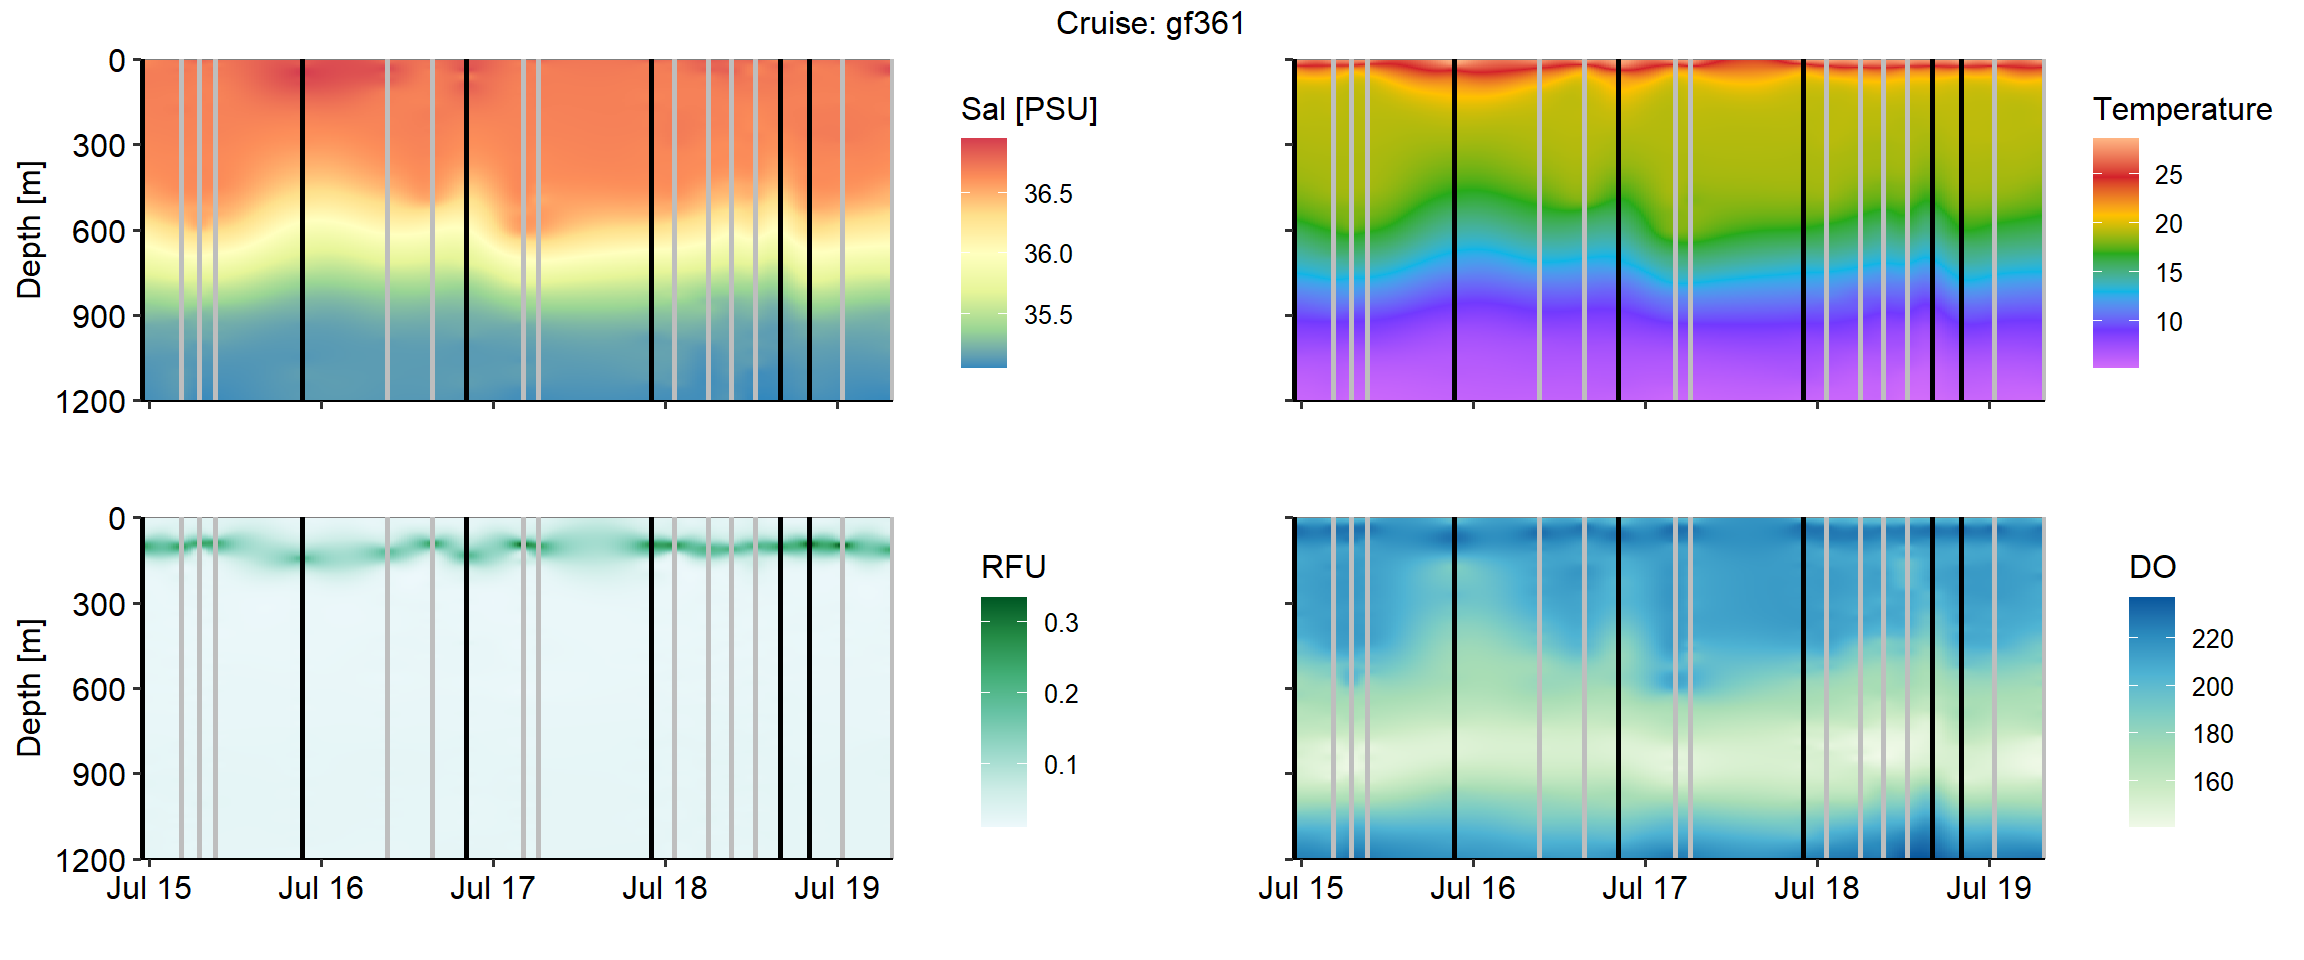 Cruise: gf361
0
300
600
900
1200
Depth [m]
Sal [PSU]
36.5
36.0
35.5
Temperature
25
20
15
10
0
300
600
900
1200
Depth [m]
Jul 15 Jul 16 Jul 17 Jul 18 Jul 19
RFU
0.3
0.2
0.1
Jul 15 Jul 16 Jul 17 Jul 18 Jul 19
DO
220
200
180
160